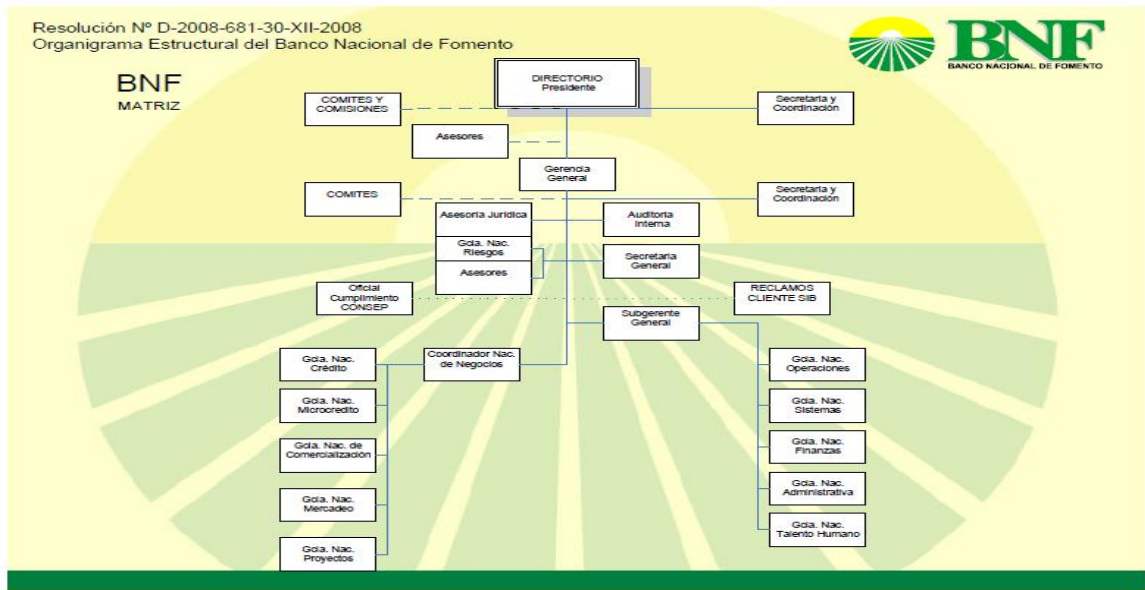 Resolución Nº D-2008-681-30-XII-2008
Organigrama Estructural del Banco Nacional de Fomento
BNF
BANCO NACIONAL DE FOMENTO
BNF
MATRIZ
DIRECTORIO
Presidente
COMITES Y
COMISIONES
Secretaria y
Coordinación
Asesores
Gerencia
General
COMITES
Secretaria y
Coordinación
Asesoria Jurídica
Auditoria
Interna
Gcia. Nac.
Riesgos
Secretaria
General
Asesores
Oficial
Cumplimiento
CONSEP
RECLAMOS
CLIENTE SIB
Subgerente
General
Coordinador Nac.
de Negocios
Gcia. Nac.
Crédito
Gcia. Nac.
Operaciones
Gcia. Nac.
Microcredito
Gcia. Nac.
Sistemas
Gcia. Nac. de
Comercialización
Gcia. Nac.
Finanzas
Gcia. Nac.
Mercadeo
Gcia. Nac.
Administrativa
Gcia. Nac.
Proyectos
Gcia. Nac.
Talento Humano